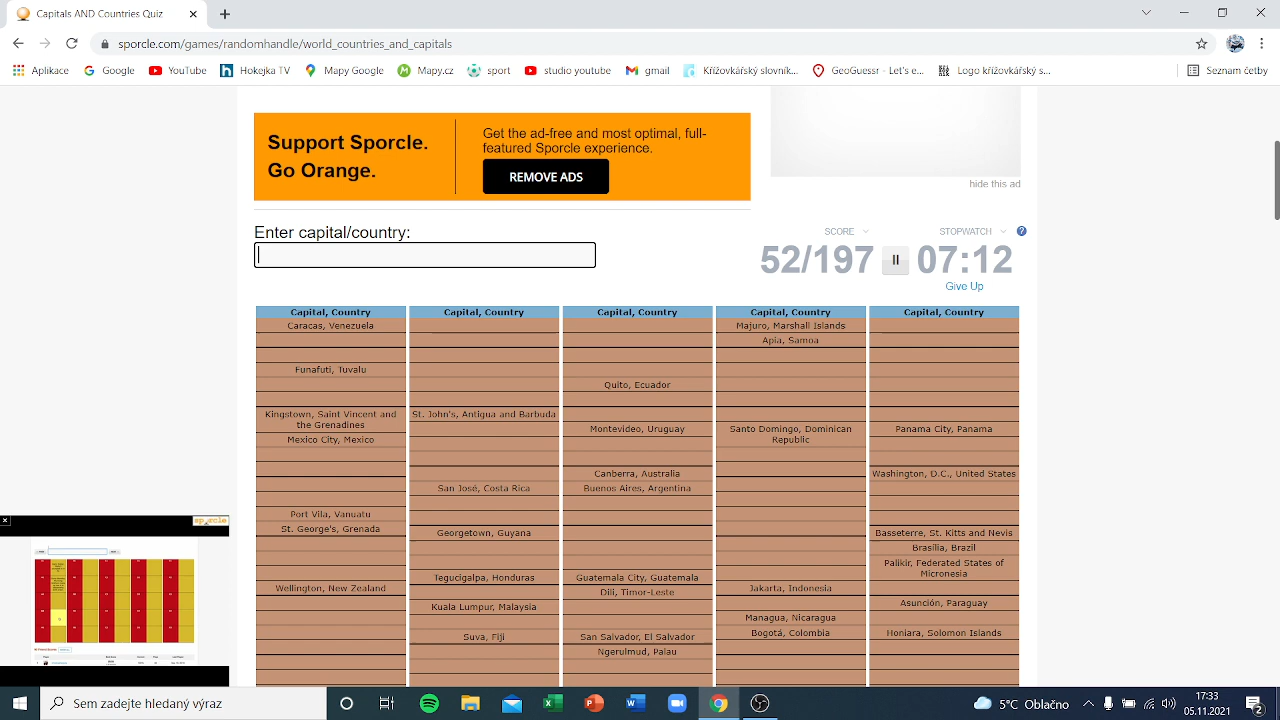 Capitals AND Countries Quiz
sporcle.com/games/randomo/world_countries_and_capitals
Aplikace
Google
YouTube
Hokejka TV
Mapy Google
Mapy.cz
sport
studio youtube
gmail
Křížovkářský slovník...
GeoGuessr - Let's e...
Logo křížovkářský s...
Seznam četby
Support Sporcle.
Go Orange.
Get the ad-free and most optimal, full-
featured Sporcle experience.
REMOVE ADS
hide this ad
Enter capital/country:
SCORE
STOPWATCH
52/197
07:12
Give Up
Capital, Country
Caracas, Venezuela
Funafuti, Tuvalu
Kingstown, Saint Vincent and
the Grenadines
Mexico City, Mexico
Port Vila, Vanuatu
St. George's, Grenada
Wellington, New Zealand
Capital, Country
St. John's, Antigua and Barbuda
San José, Costa Rica
Georgetown, Guyana
Tegucigalpa, Honduras
Kuala Lumpur, Malaysia
Suva, Fiji
Capital, Country
Quito, Ecuador
Montevideo, Uruguay
Canberra, Australia
Buenos Aires, Argentina
Guatemala City, Guatemala
Dili, Timor-Leste
San Salvador, El Salvador
Ngerulmud, Palau
Capital, Country
Majuro, Marshall Islands
Apia, Samoa
Santo Domingo, Dominican
Republic
Jakarta, Indonesia
Managua, Nicaragua
Bogotá, Colombia
Capital, Country
Panama City, Panama
Washington, D.C., United States
Basseterre, St. Kitts and Nevis
Brasília, Brazil
Palikir, Federated States of
Micronesia
Asunción, Paraguay
Honiara, Solomon Islands
sporcle
Sem zadejte hledaný výraz
5°C Oblačno
17:33
05.11.2021
2